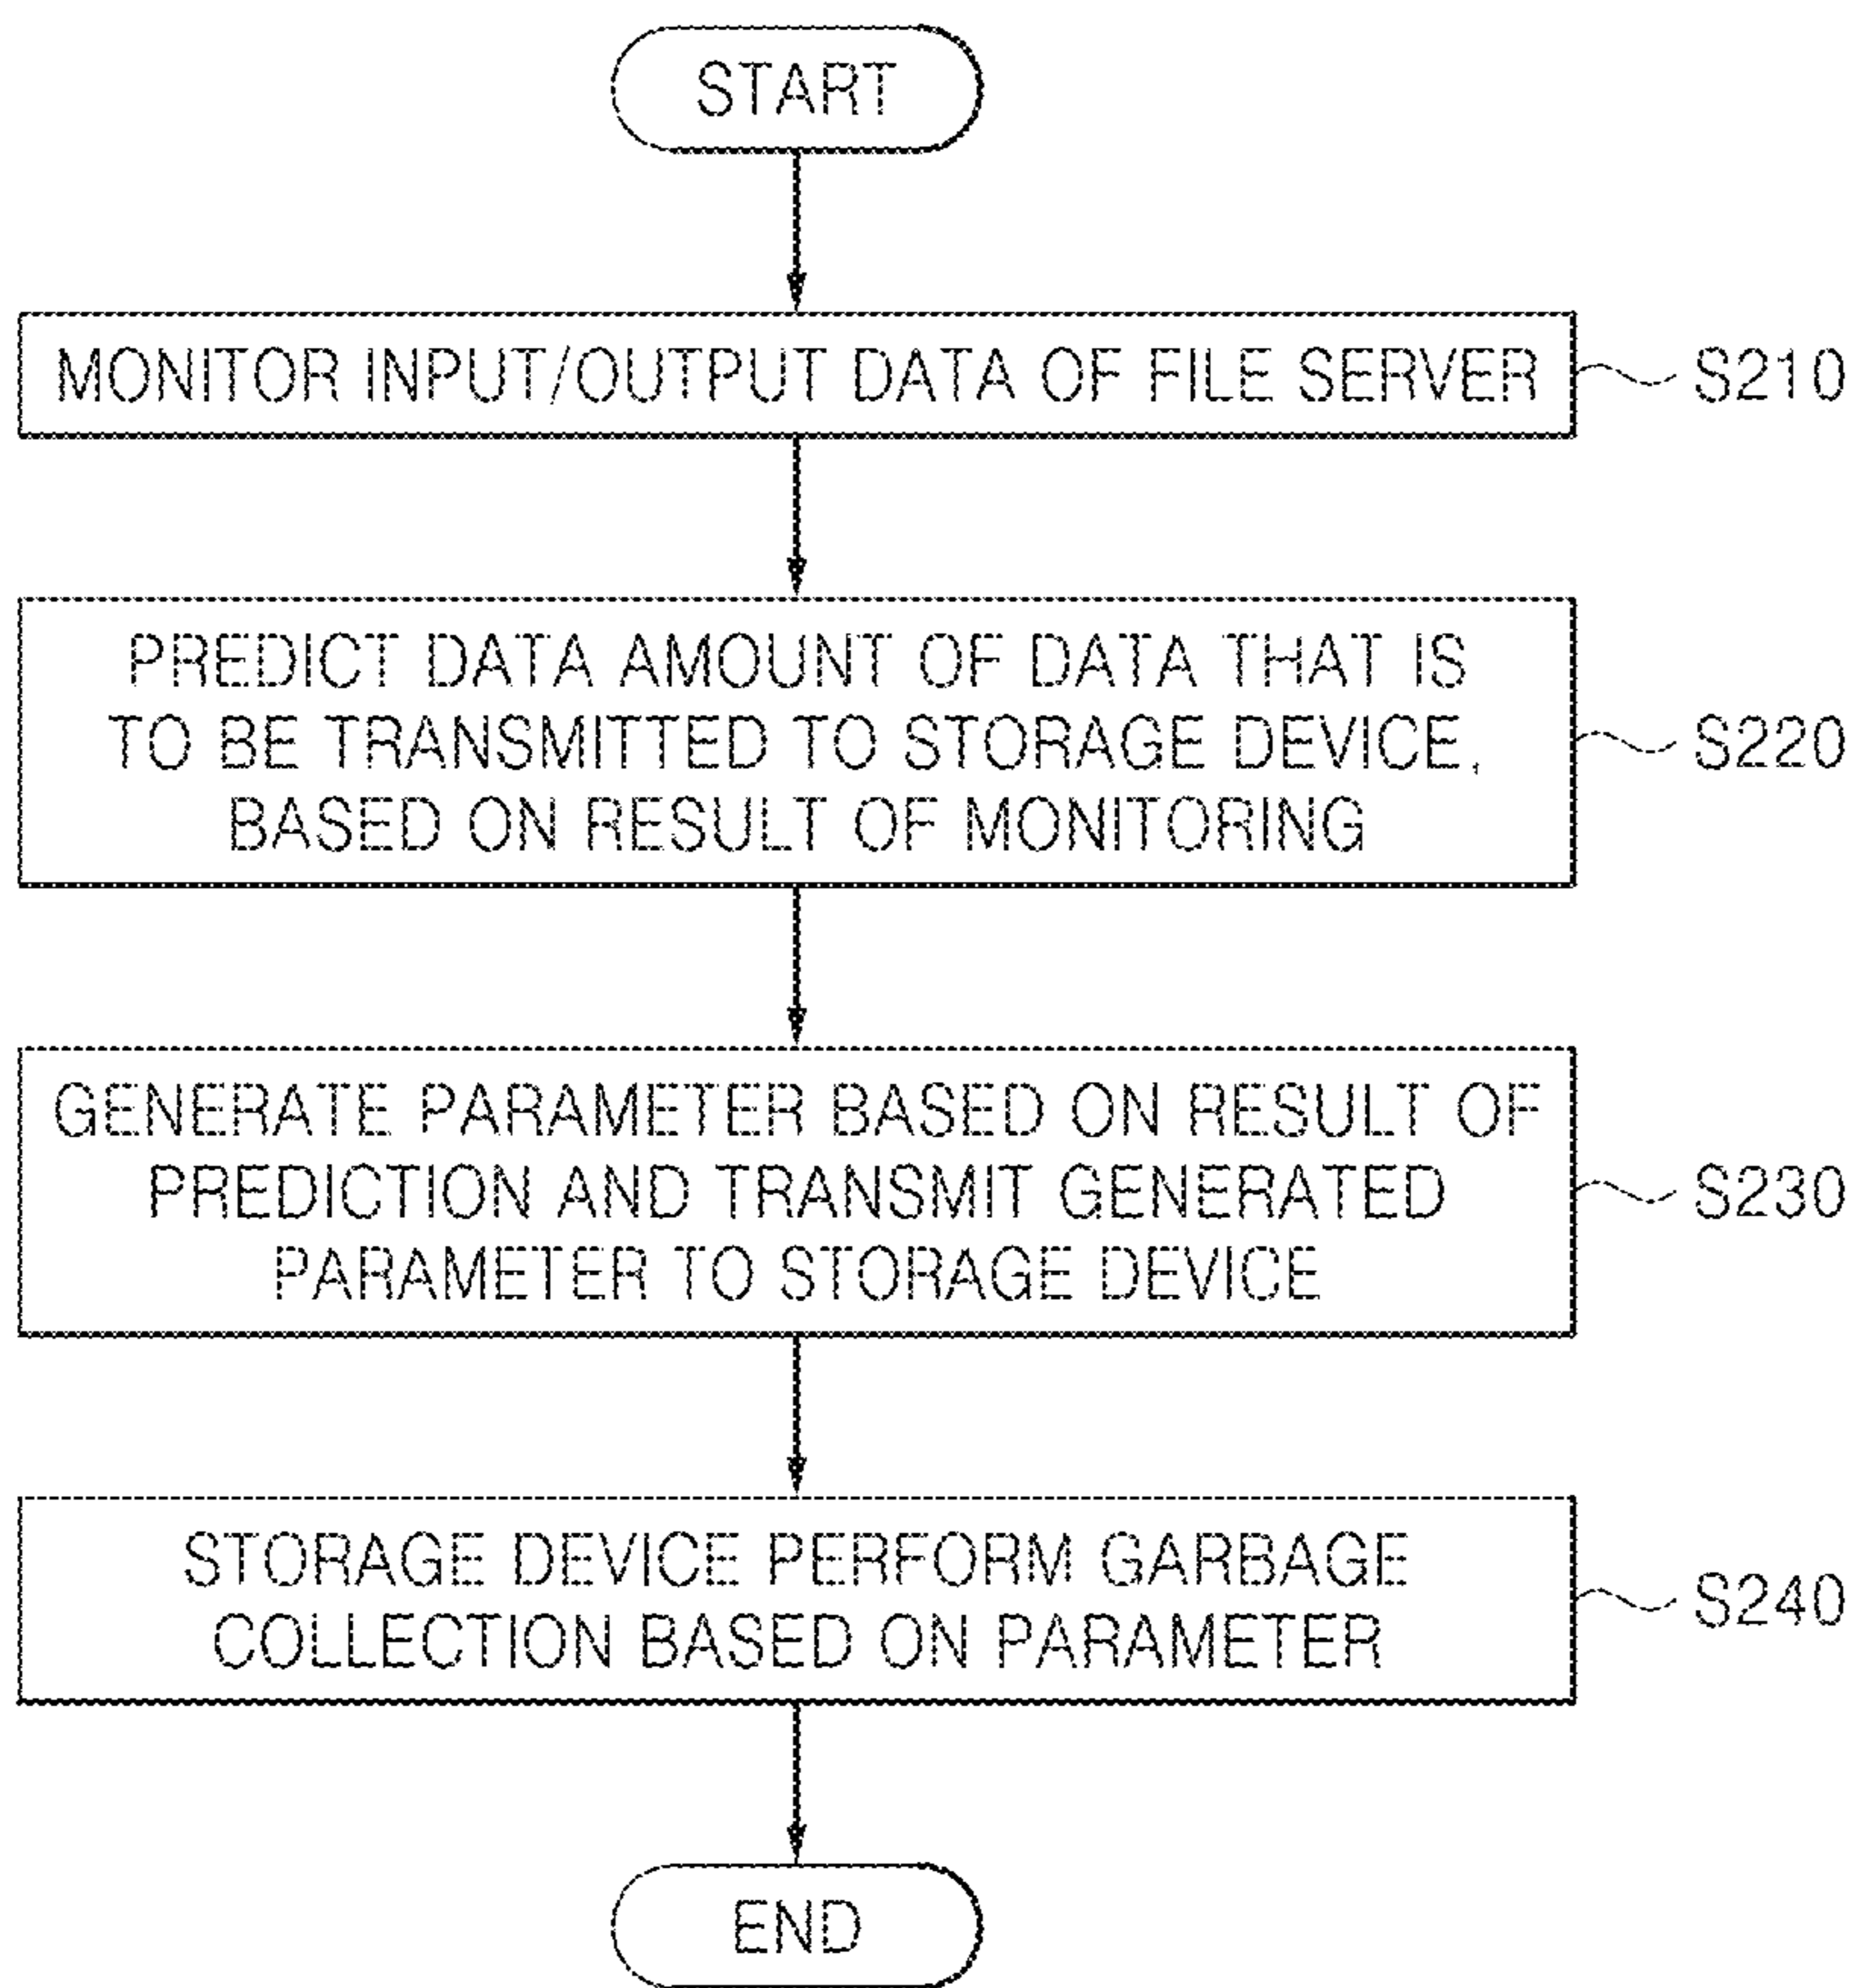 START
MONITOR INPUT/OUTPUT DATA OF FILE SERVER
S210
PREDICT DATA AMOUNT OF DATA THAT IS
TO BE TRANSMITTED TO STORAGE DEVICE,
BASED ON RESULT OF MONITORING
S220
GENERATE PARAMETER BASED ON RESULT OF
PREDICTION AND TRANSMIT GENERATED
PARAMETER TO STORAGE DEVICE
S230
STORAGE DEVICE PERFORM GARBAGE
COLLECTION BASED ON PARAMETER
S240
END